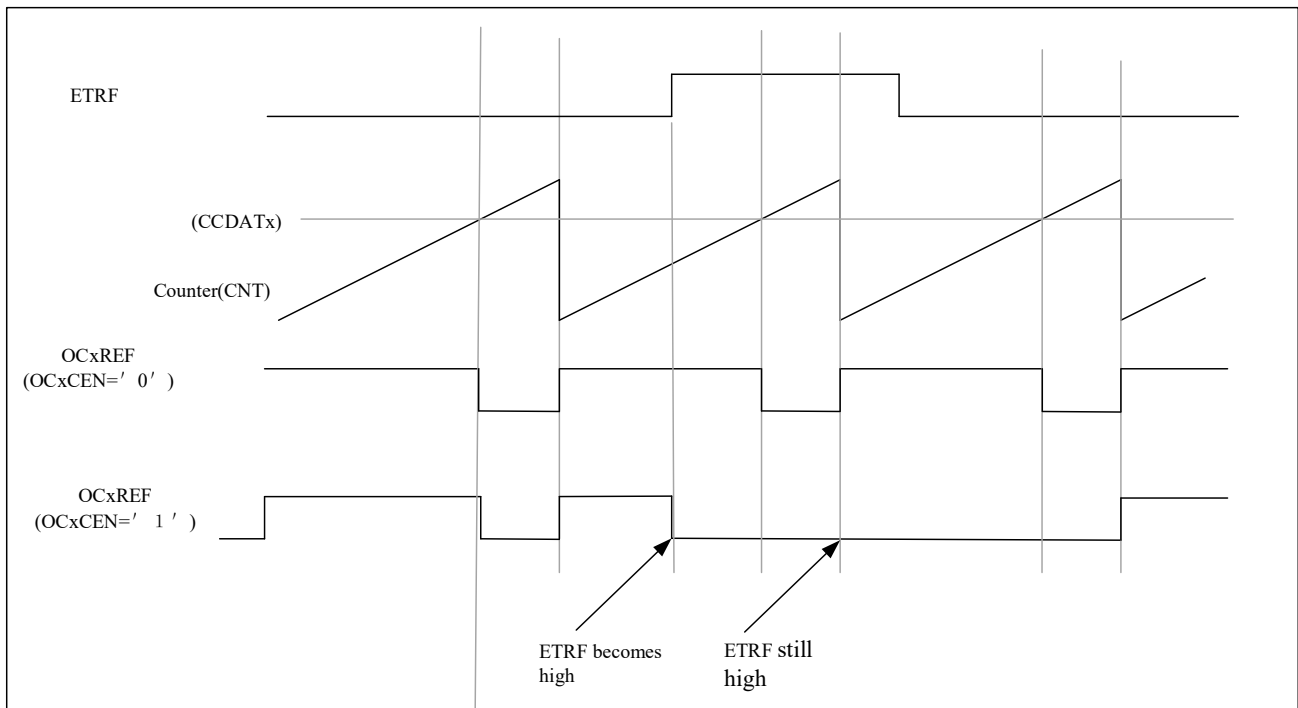 ETRF
(CCDATx)
Counter(CNT)
OCxREF
(OCxCEN=′ 0′ )
OCxREF
(OCxCEN=′ 1 ′ )
ETRF becomes
high
ETRF still
high